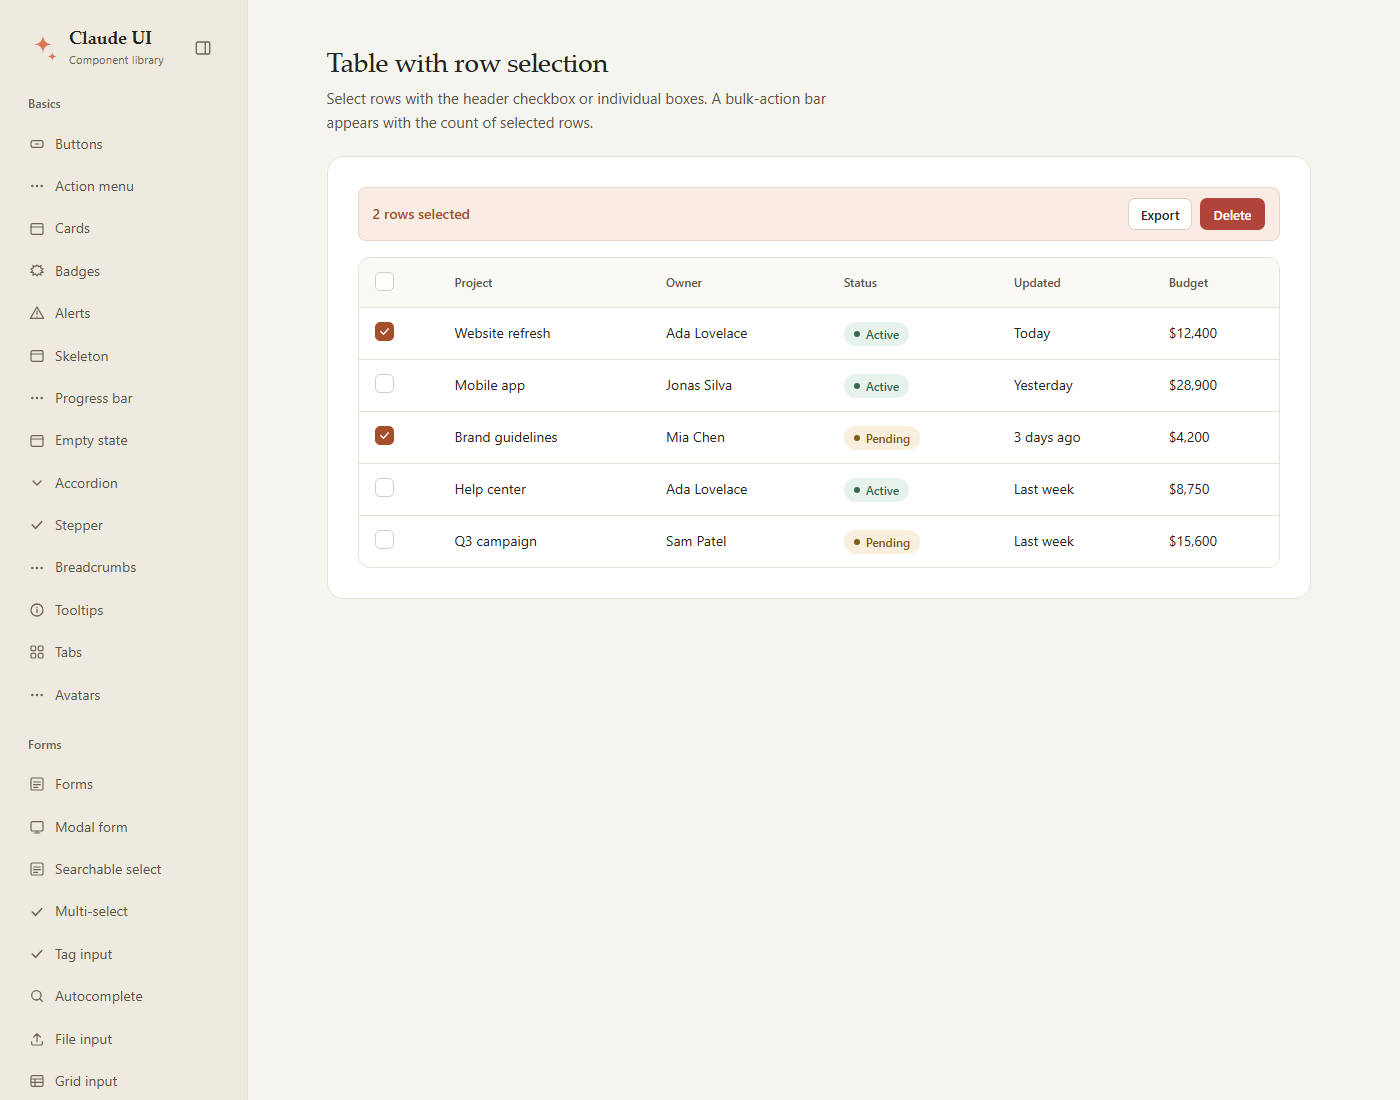 Claude UI
Component library
Basics
Buttons
Action menu
Cards
Badges
Alerts
Skeleton
Progress bar
Empty state
Accordion
Stepper
Breadcrumbs
Tooltips
Tabs
Avatars
Forms
Forms
Modal form
Searchable select
Multi-select
Tag input
Autocomplete
File input
Grid input
Table with row selection
Select rows with the header checkbox or individual boxes. A bulk-action bar
appears with the count of selected rows.
2 rows selected Export Delete
Project Owner Status Updated Budget
Website refresh Ada Lovelace Active Today $12,400
Mobile app Jonas Silva Active Yesterday $28,900
Brand guidelines Mia Chen Pending 3 days ago $4,200
Help center Ada Lovelace Active Last week $8,750
Q3 campaign Sam Patel Pending Last week $15,600